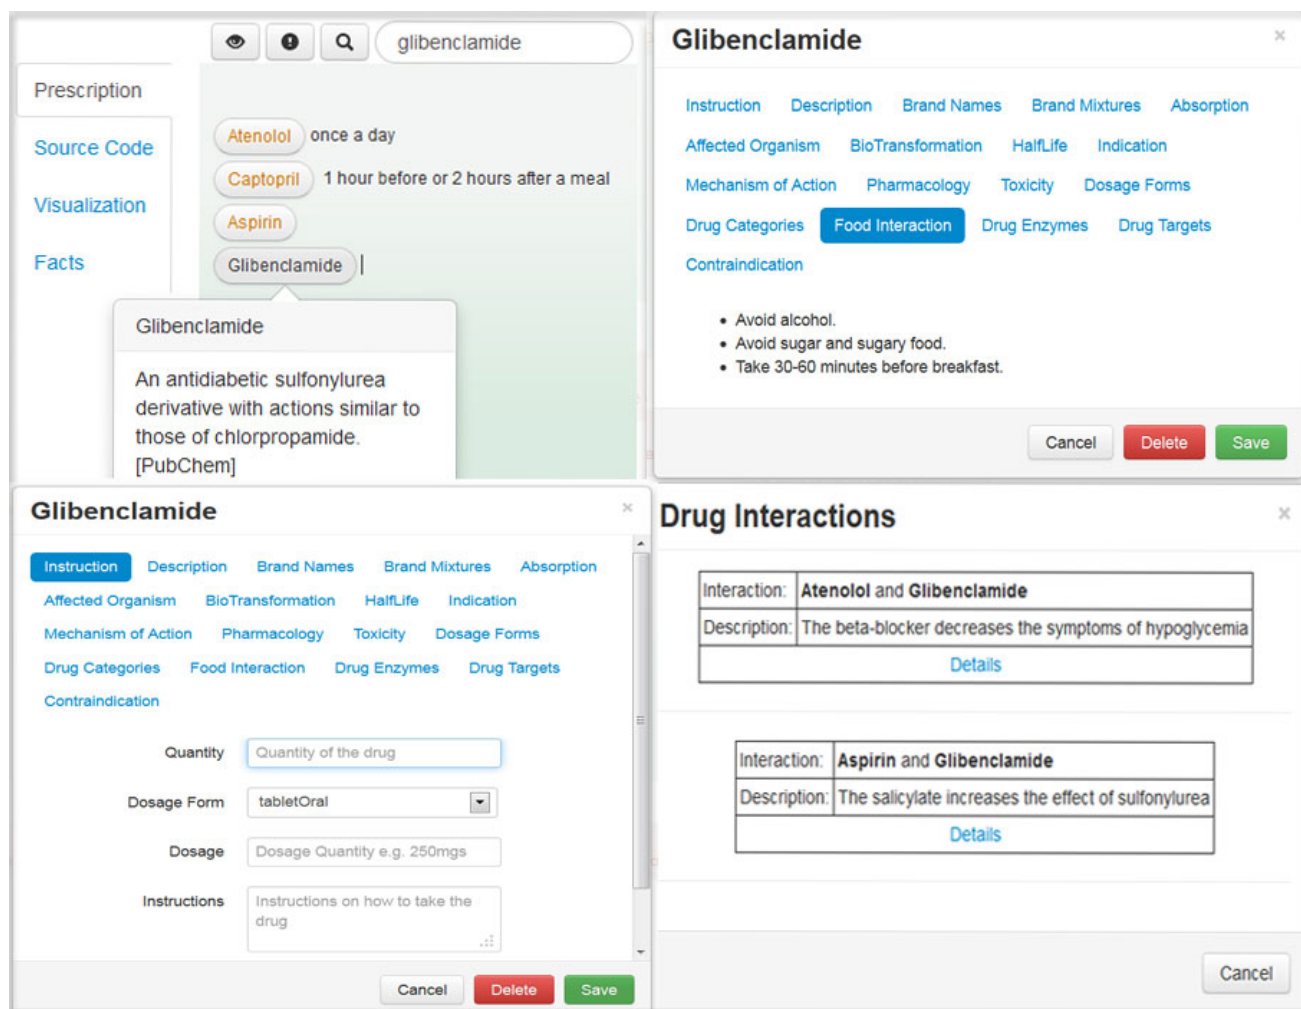 glibenclamide
Prescription
Source Code
Visualization
Facts
Atenolol once a day
Captopril 1 hour before or 2 hours after a meal
Aspirin
Glibenclamide
Glibenclamide
An antidiabetic sulfonylurea
derivative with actions similar to
those of chlorpropamide.
[PubChem]
Glibenclamide ×
Instruction Description Brand Names Brand Mixtures Absorption
Affected Organism BioTransformation HalfLife Indication
Mechanism of Action Pharmacology Toxicity Dosage Forms
Drug Categories Food Interaction Drug Enzymes Drug Targets
Contraindication
• Avoid alcohol.
• Avoid sugar and sugary food.
• Take 30-60 minutes before breakfast.
Cancel Delete Save
Glibenclamide ×
Instruction Description Brand Names Brand Mixtures Absorption
Affected Organism BioTransformation HalfLife Indication
Mechanism of Action Pharmacology Toxicity Dosage Forms
Drug Categories Food Interaction Drug Enzymes Drug Targets
Contraindication
Quantity Quantity of the drug
Dosage Form tabletOral
Dosage Dosage Quantity e.g. 250mgs
Instructions Instructions on how to take the
drug
Cancel Delete Save
Drug Interactions ×
Interaction: Atenolol and Glibenclamide
Description: The beta-blocker decreases the symptoms of hypoglycemia
Details
Interaction: Aspirin and Glibenclamide
Description: The salicylate increases the effect of sulfonylurea
Details
Cancel